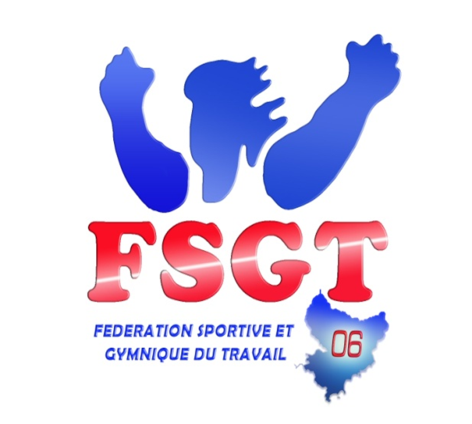 FSGT
FEDERATION SPORTIVE ET
GYMNIQUE DU TRAVAIL
06